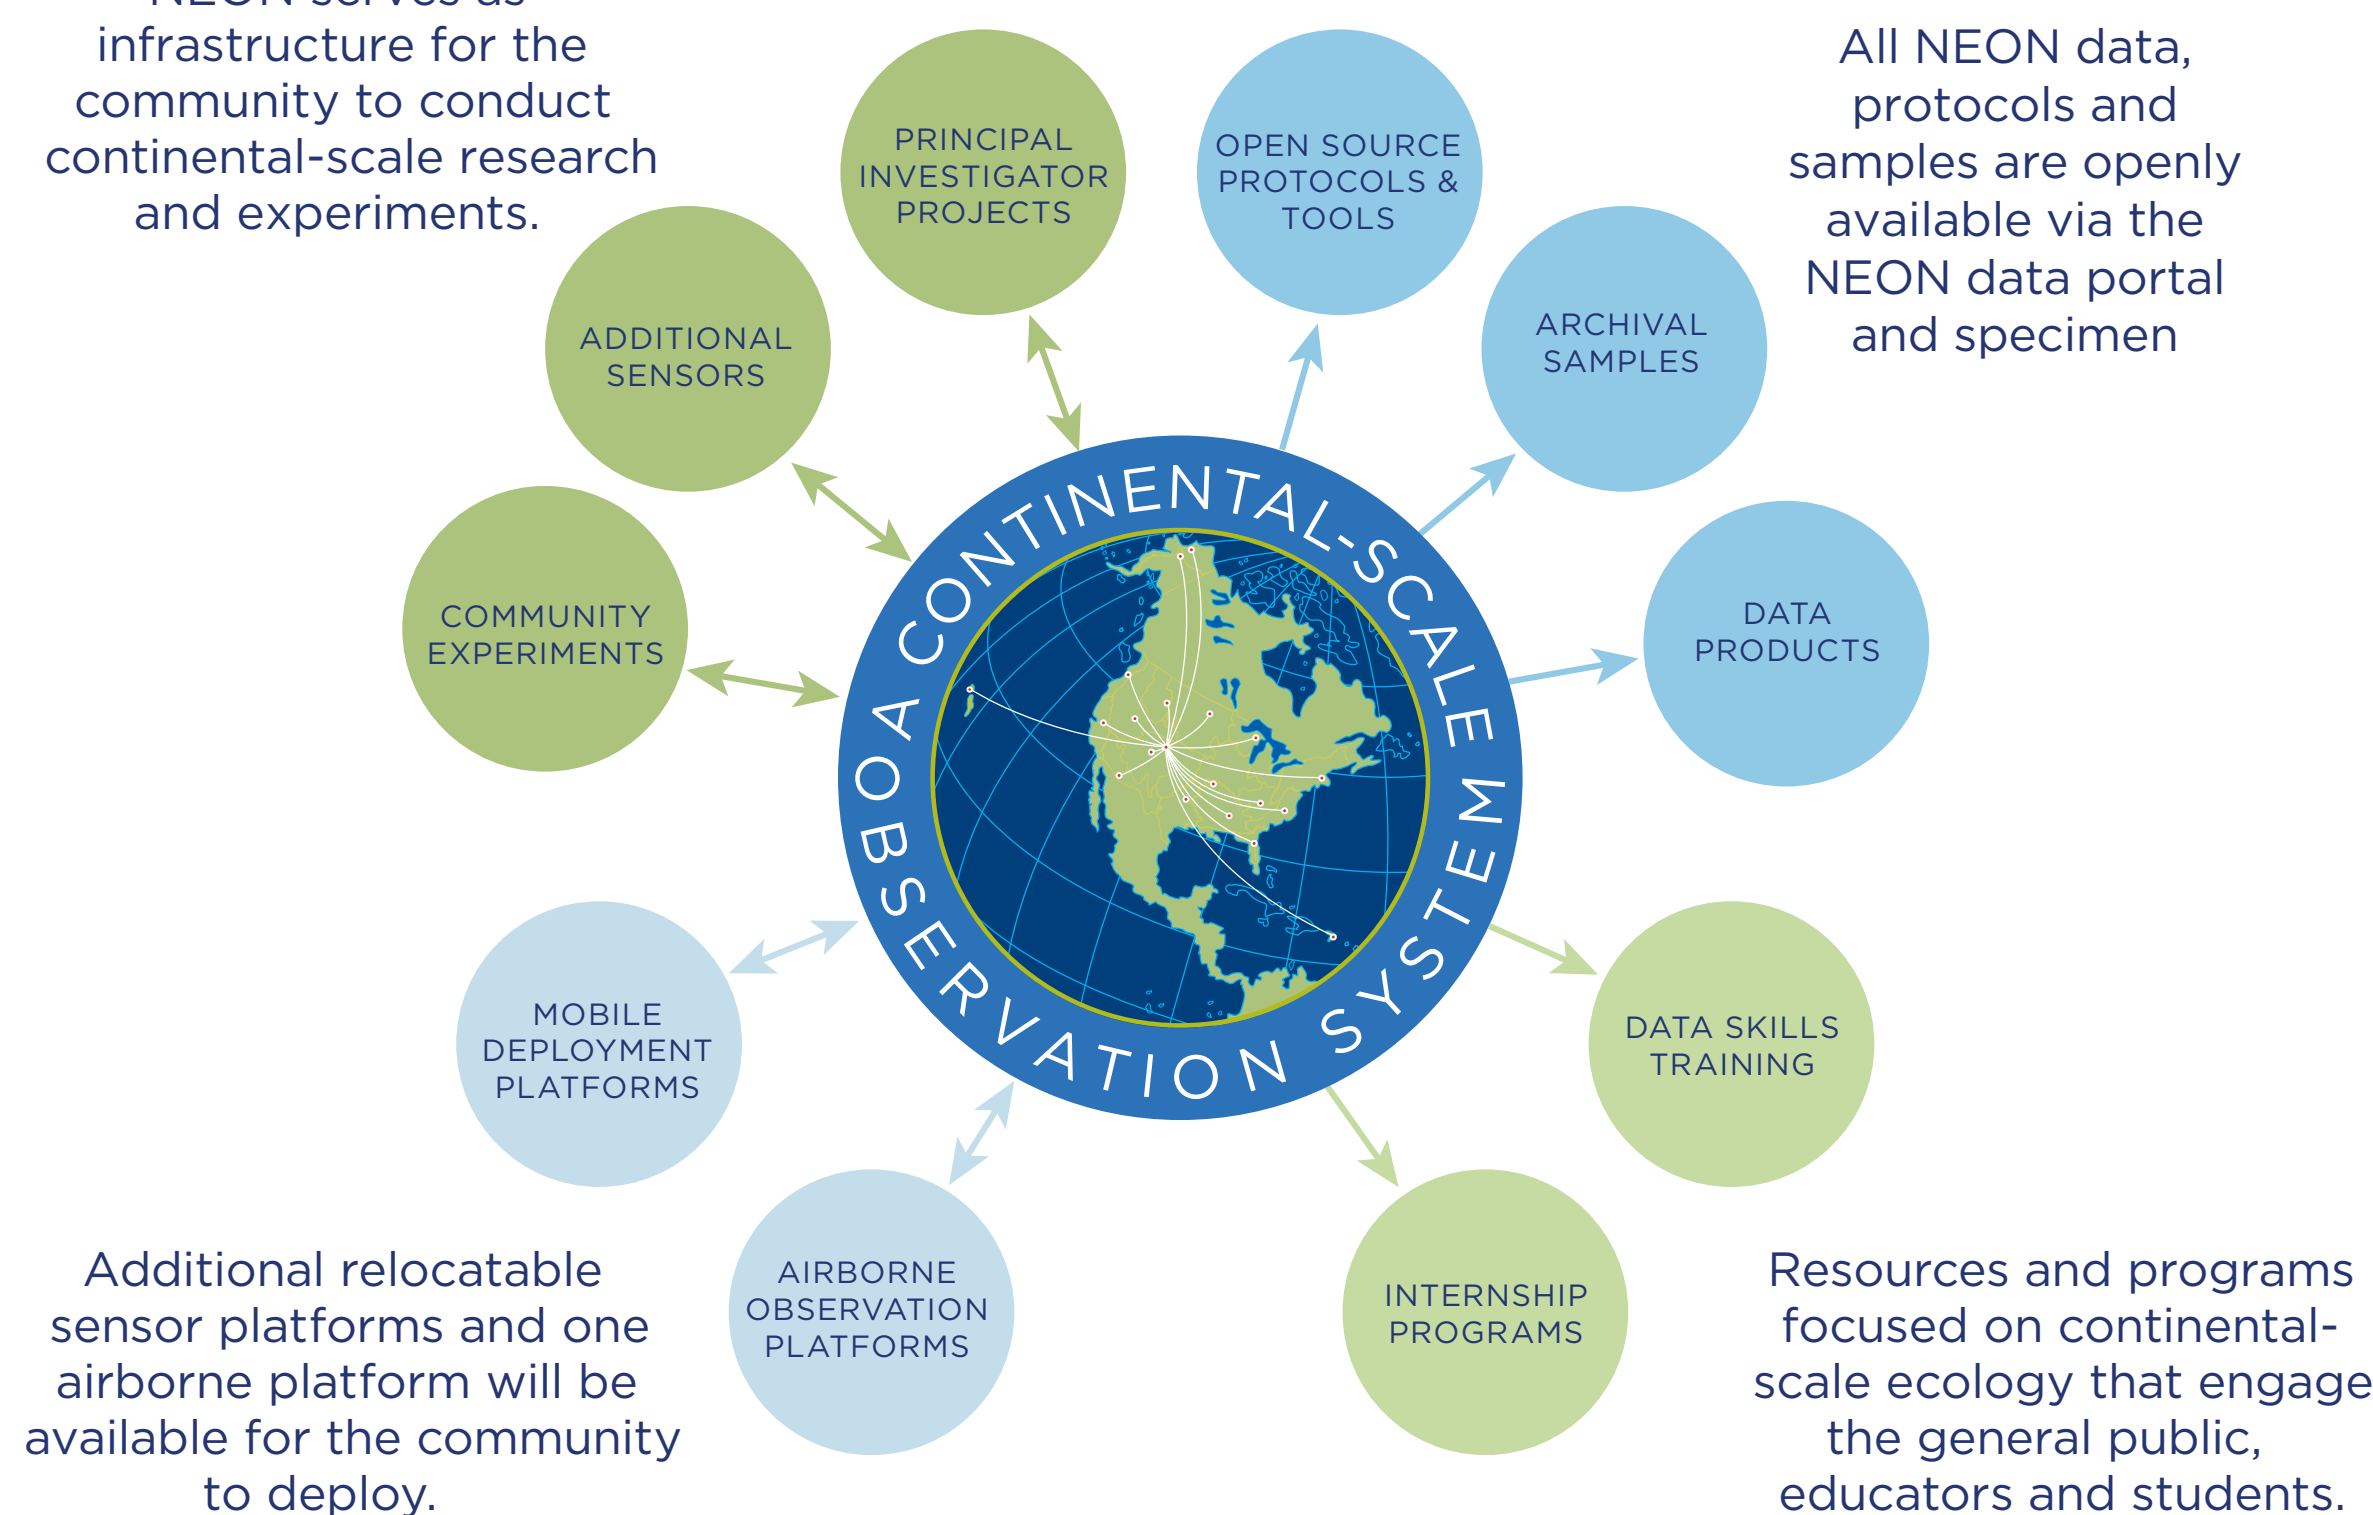 NEON serves as
infrastructure for the
community to conduct
continental-scale research
and experiments.
All NEON data,
protocols and
samples are openly
available via the
NEON data portal
and specimen
PRINCIPAL
INVESTIGATOR
PROJECTS
OPEN SOURCE
PROTOCOLS &
TOOLS
ADDITIONAL
SENSORS
ARCHIVAL
SAMPLES
COMMUNITY
EXPERIMENTS
DATA
PRODUCTS
A CONTINENTAL-SCALE
OBSERVATION SYSTEM
MOBILE
DEPLOYMENT
PLATFORMS
DATA SKILLS
TRAINING
AIRBORNE
OBSERVATION
PLATFORMS
INTERNSHIP
PROGRAMS
Additional relocatable
sensor platforms and one
airborne platform will be
available for the community
to deploy.
Resources and programs
focused on continental-
scale ecology that engage
the general public,
educators and students.